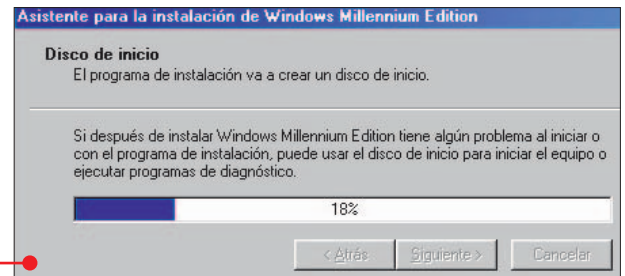 Asistente para la instalación de Windows Millennium Edition
Disco de inicio
El programa de instalación va a crear un disco de inicio.
Si después de instalar Windows Millennium Edition tiene algún problema al iniciar o
con el programa de instalación, puede usar el disco de inicio para iniciar el equipo o
ejecutar programas de diagnóstico.
18%
< Atrás Siguiente > Cancelar